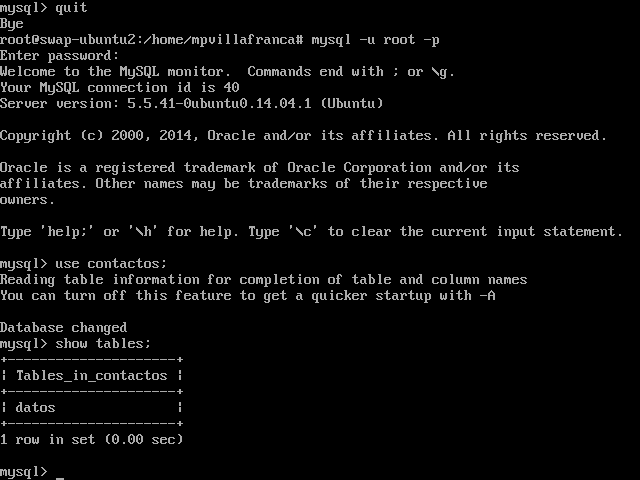 mysql> quit
Bye
root@swap-ubuntu2:/home/mpvillafranca# mysql -u root -p
Enter password:
Welcome to the MySQL monitor.  Commands end with ; or \g.
Your MySQL connection id is 40
Server version: 5.5.41-0ubuntu0.14.04.1 (Ubuntu)

Copyright (c) 2000, 2014, Oracle and/or its affiliates. All rights reserved.

Oracle is a registered trademark of Oracle Corporation and/or its
affiliates. Other names may be trademarks of their respective
owners.

Type 'help;' or '\h' for help. Type '\c' to clear the current input statement.

mysql> use contactos;
Reading table information for completion of table and column names
You can turn off this feature to get a quicker startup with -A

Database changed
mysql> show tables;
+---------------------+
| Tables_in_contactos |
+---------------------+
| datos               |
+---------------------+
1 row in set (0.00 sec)

mysql> _